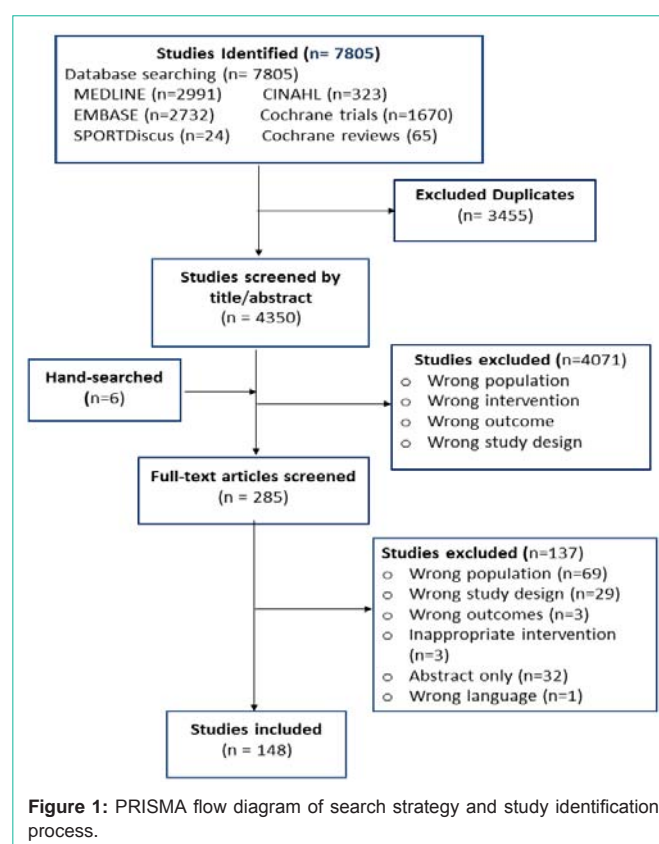 Studies Identified (n= 7805)
Database searching (n= 7805)
MEDLINE (n=2991) CINAHL (n=323)
EMBASE (n=2732) Cochrane trials (n=1670)
SPORTDiscus (n=24) Cochrane reviews (65)
Excluded Duplicates
(n= 3455)
Studies screened by
title/abstract
(n = 4350)
Hand-searched
(n=6)
Studies excluded (n=4071)
o Wrong population
o Wrong intervention
o Wrong outcome
o Wrong study design
Full-text articles screened
(n = 285)
Studies excluded (n=137)
o Wrong population (n=69)
o Wrong study design (n=29)
o Wrong outcomes (n=3)
o Inappropriate intervention
(n=3)
o Abstract only (n=32)
o Wrong language (n=1)
Studies included
(n = 148)
Figure 1: PRISMA flow diagram of search strategy and study identification
process.